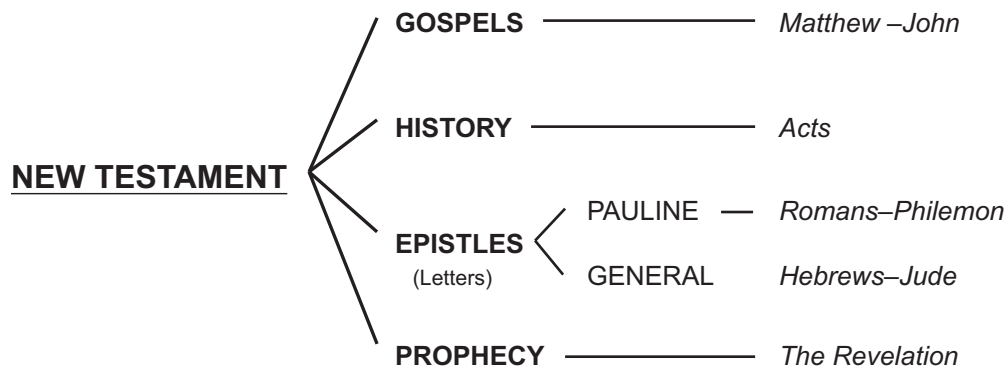 GOSPELS Matthew –John
HISTORY Acts
NEW TESTAMENT
PAULINE Romans–Philemon
EPISTLES
(Letters)
GENERAL Hebrews–Jude
PROPHECY The Revelation